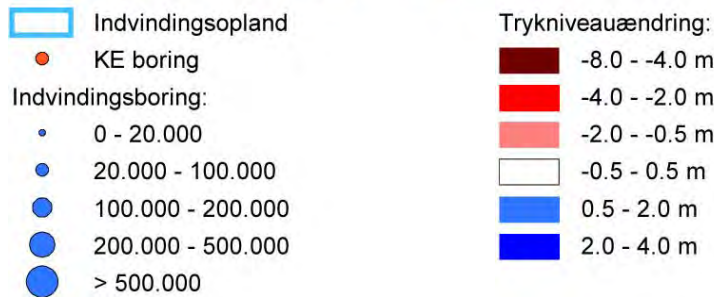 Indvindingsopland
KE boring
Indvindingsboring:
0 - 20.000
20.000 - 100.000
100.000 - 200.000
200.000 - 500.000
> 500.000
Trykniveauændring:
-8.0 - -4.0 m
-4.0 - -2.0 m
-2.0 - -0.5 m
-0.5 - 0.5 m
0.5 - 2.0 m
2.0 - 4.0 m